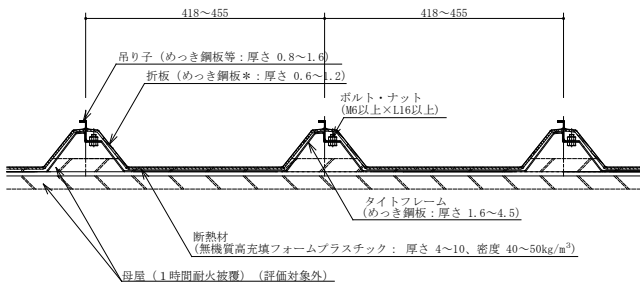 418～455
418～455
吊り子（めっき鋼板等：厚さ 0.8～1.6）
折板（めっき鋼板＊：厚さ 0.6～1.2）
ボルト・ナット
（M6以上×L16以上）
タイトフレーム
（めっき鋼板：厚さ 1.6～4.5）
断熱材
（無機質高充填フォームプラスチック： 厚さ 4～10、密度 40～50kg/m³）
母屋（１時間耐火被覆）（評価対象外）